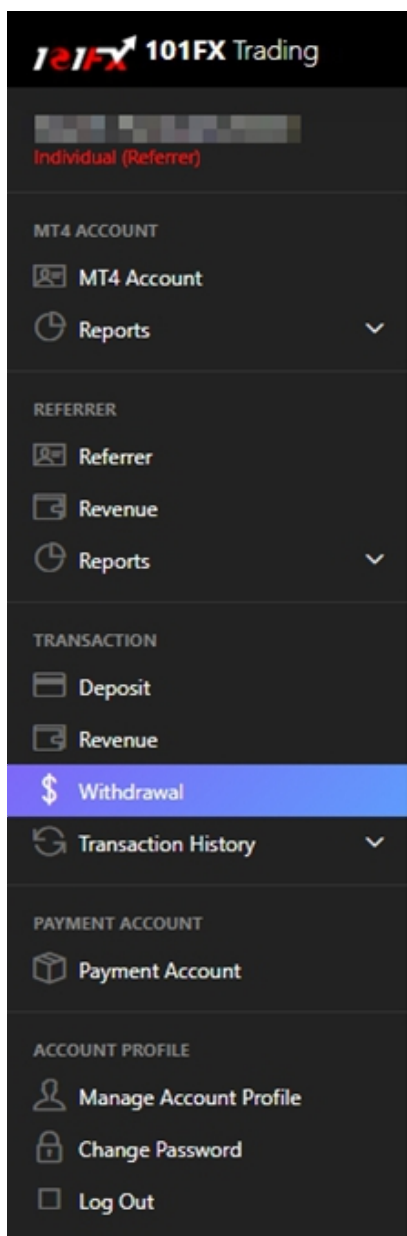 101FX 101FX Trading
Individual (Referrer)
MT4 ACCOUNT
MT4 Account
Reports
REFERRER
Referrer
Revenue
Reports
TRANSACTION
Deposit
Revenue
$ Withdrawal
Transaction History
PAYMENT ACCOUNT
Payment Account
ACCOUNT PROFILE
Manage Account Profile
Change Password
Log Out